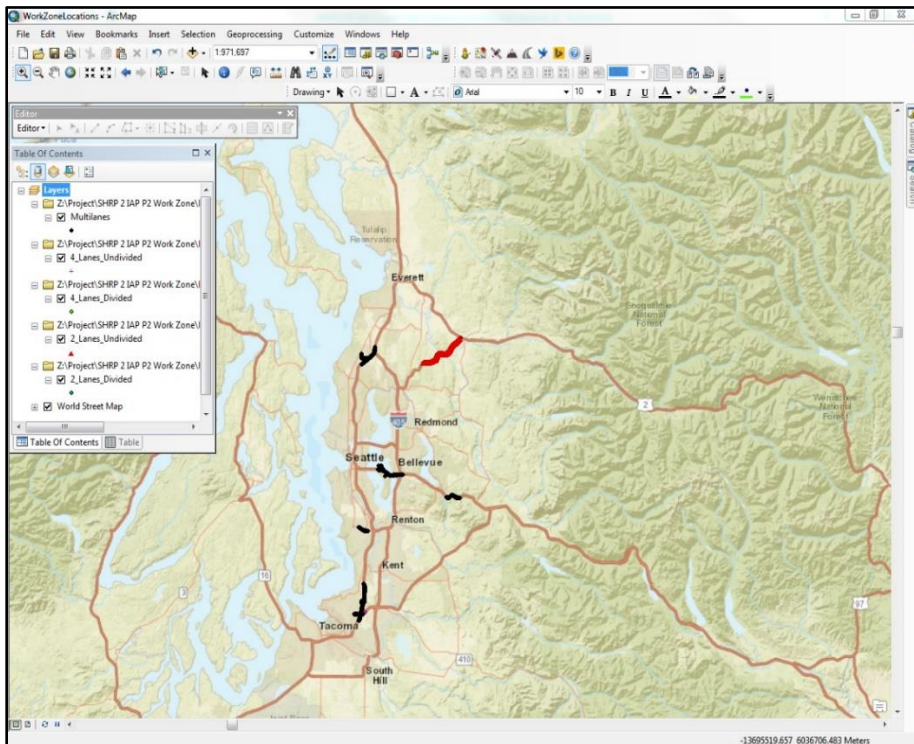 WorkZoneLocations - ArcMap
File Edit View Bookmarks Insert Selection Geoprocessing Customize Windows Help
1:971,697
Drawing
Arial
10
B I U A
Editor
Editor
Table Of Contents
Layers
Z:\Project\SHRP 2 IAP P2 Work Zone\
Multilanes
Z:\Project\SHRP 2 IAP P2 Work Zone\
4_Lanes_Undivided
Z:\Project\SHRP 2 IAP P2 Work Zone\
4_Lanes_Divided
Z:\Project\SHRP 2 IAP P2 Work Zone\
2_Lanes_Undivided
Z:\Project\SHRP 2 IAP P2 Work Zone\
2_Lanes_Divided
World Street Map
Table Of Contents Table
Catalog
Search
Tulalip
Reservation
Everett
Snoqualmie
National
Forest
Wenatchee
National
Forest
2
Redmond
Seattle
Bellevue
Renton
Kent
16
3
97
Tacoma
410
South
Hill
-13695519.657 6036706.483 Meters